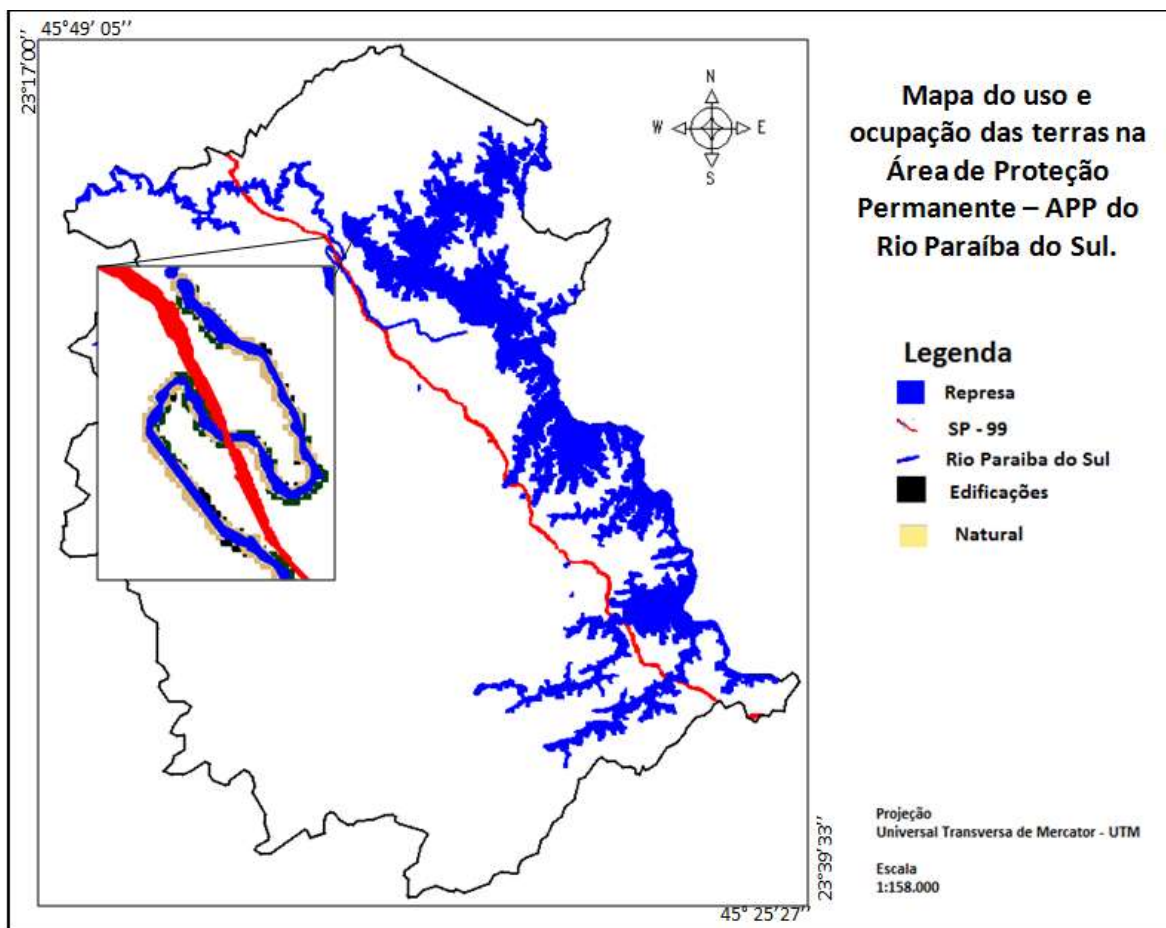 45°49' 05''
23°17'00''
N
W
E
S
Mapa do uso e
ocupação das terras na
Área de Proteção
Permanente – APP do
Rio Paraíba do Sul.
Legenda
Represa
SP - 99
Rio Paraiba do Sul
Edificações
Natural
Projeção
Universal Transversa de Mercator - UTM
Escala
1:158.000
23°39'33''
45° 25'27''